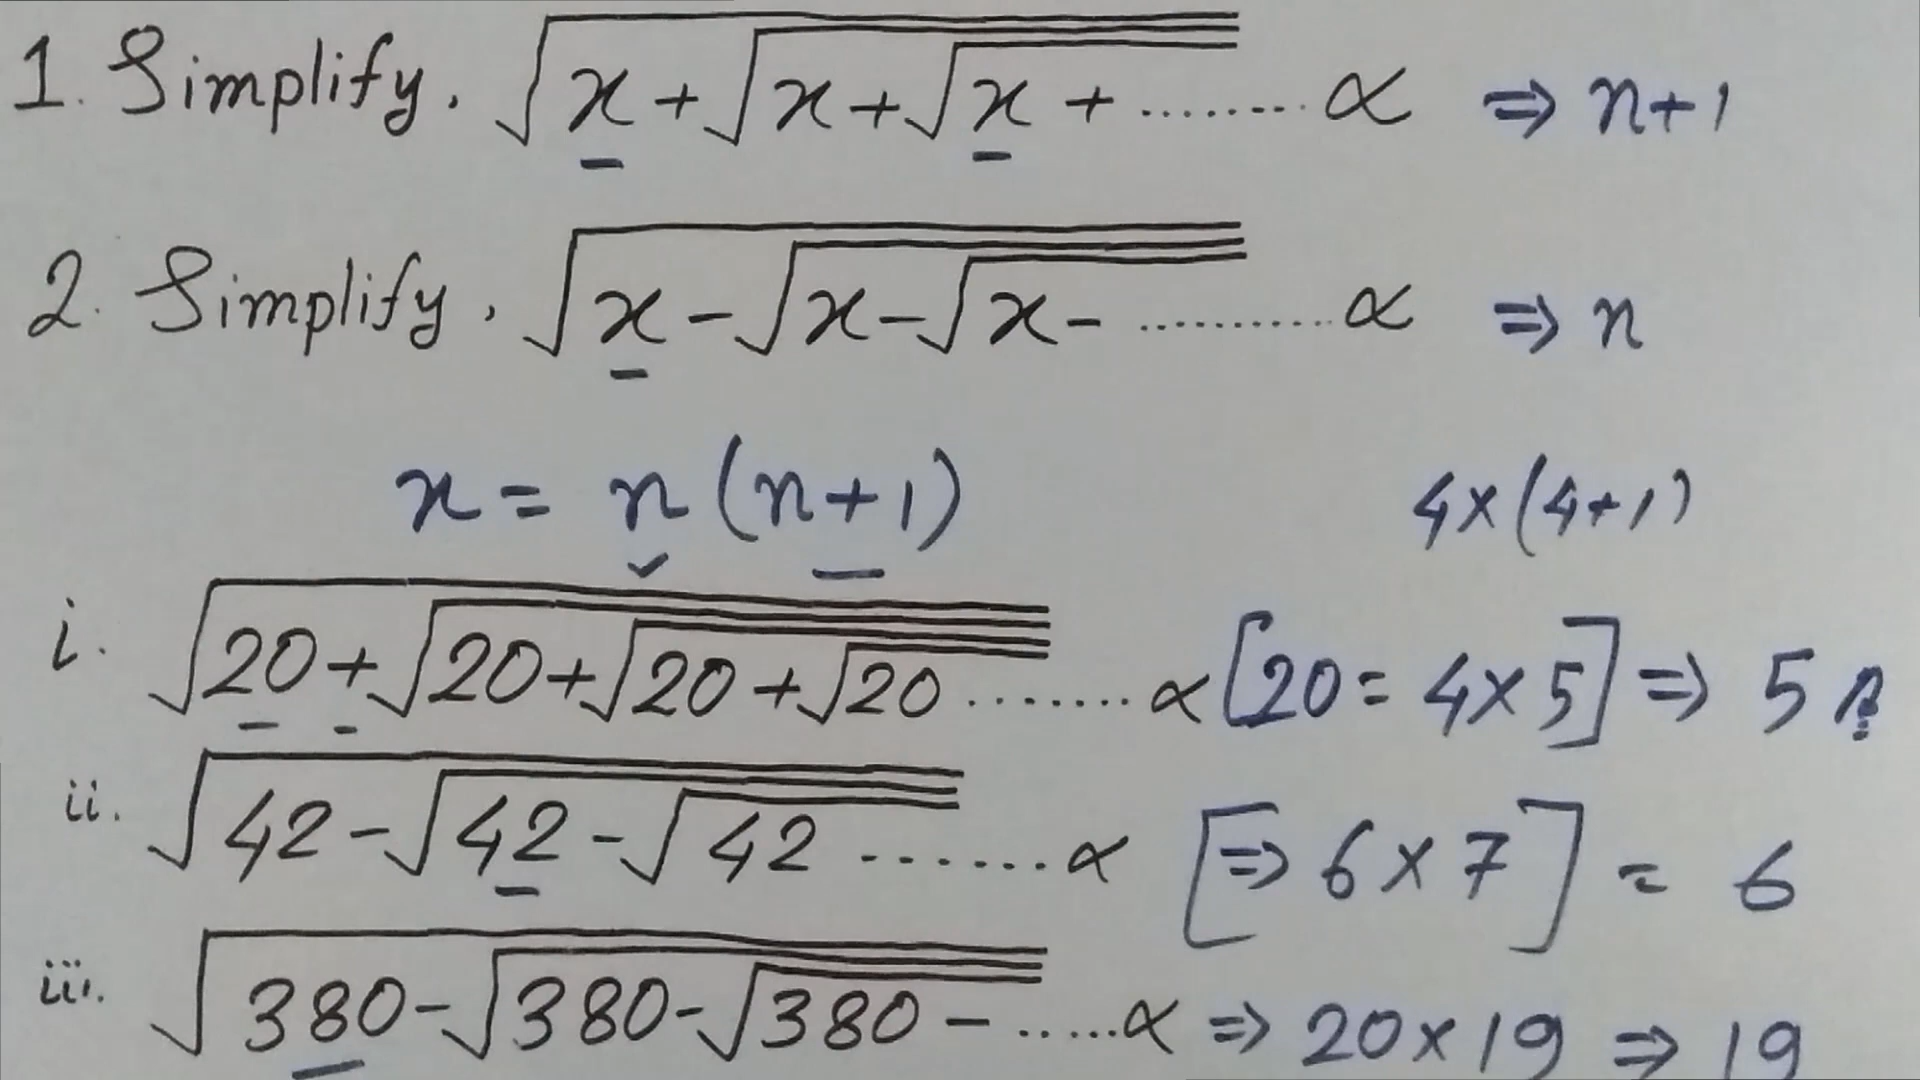 1. Simplify. √x+√x+√x+........ ∝ ⇒ n+1
2. Simplify. √x-√x-√x-........... ∝ ⇒ n
x = n(n+1) 4×(4+1)
i. √20+√20+√20+√20........ ∝ [20=4×5] ⇒ 5
ii. √42-√42-√42.......∝ [⇒6×7] = 6
iii. √380-√380-√380-.....∝ ⇒ 20×19 ⇒ 19